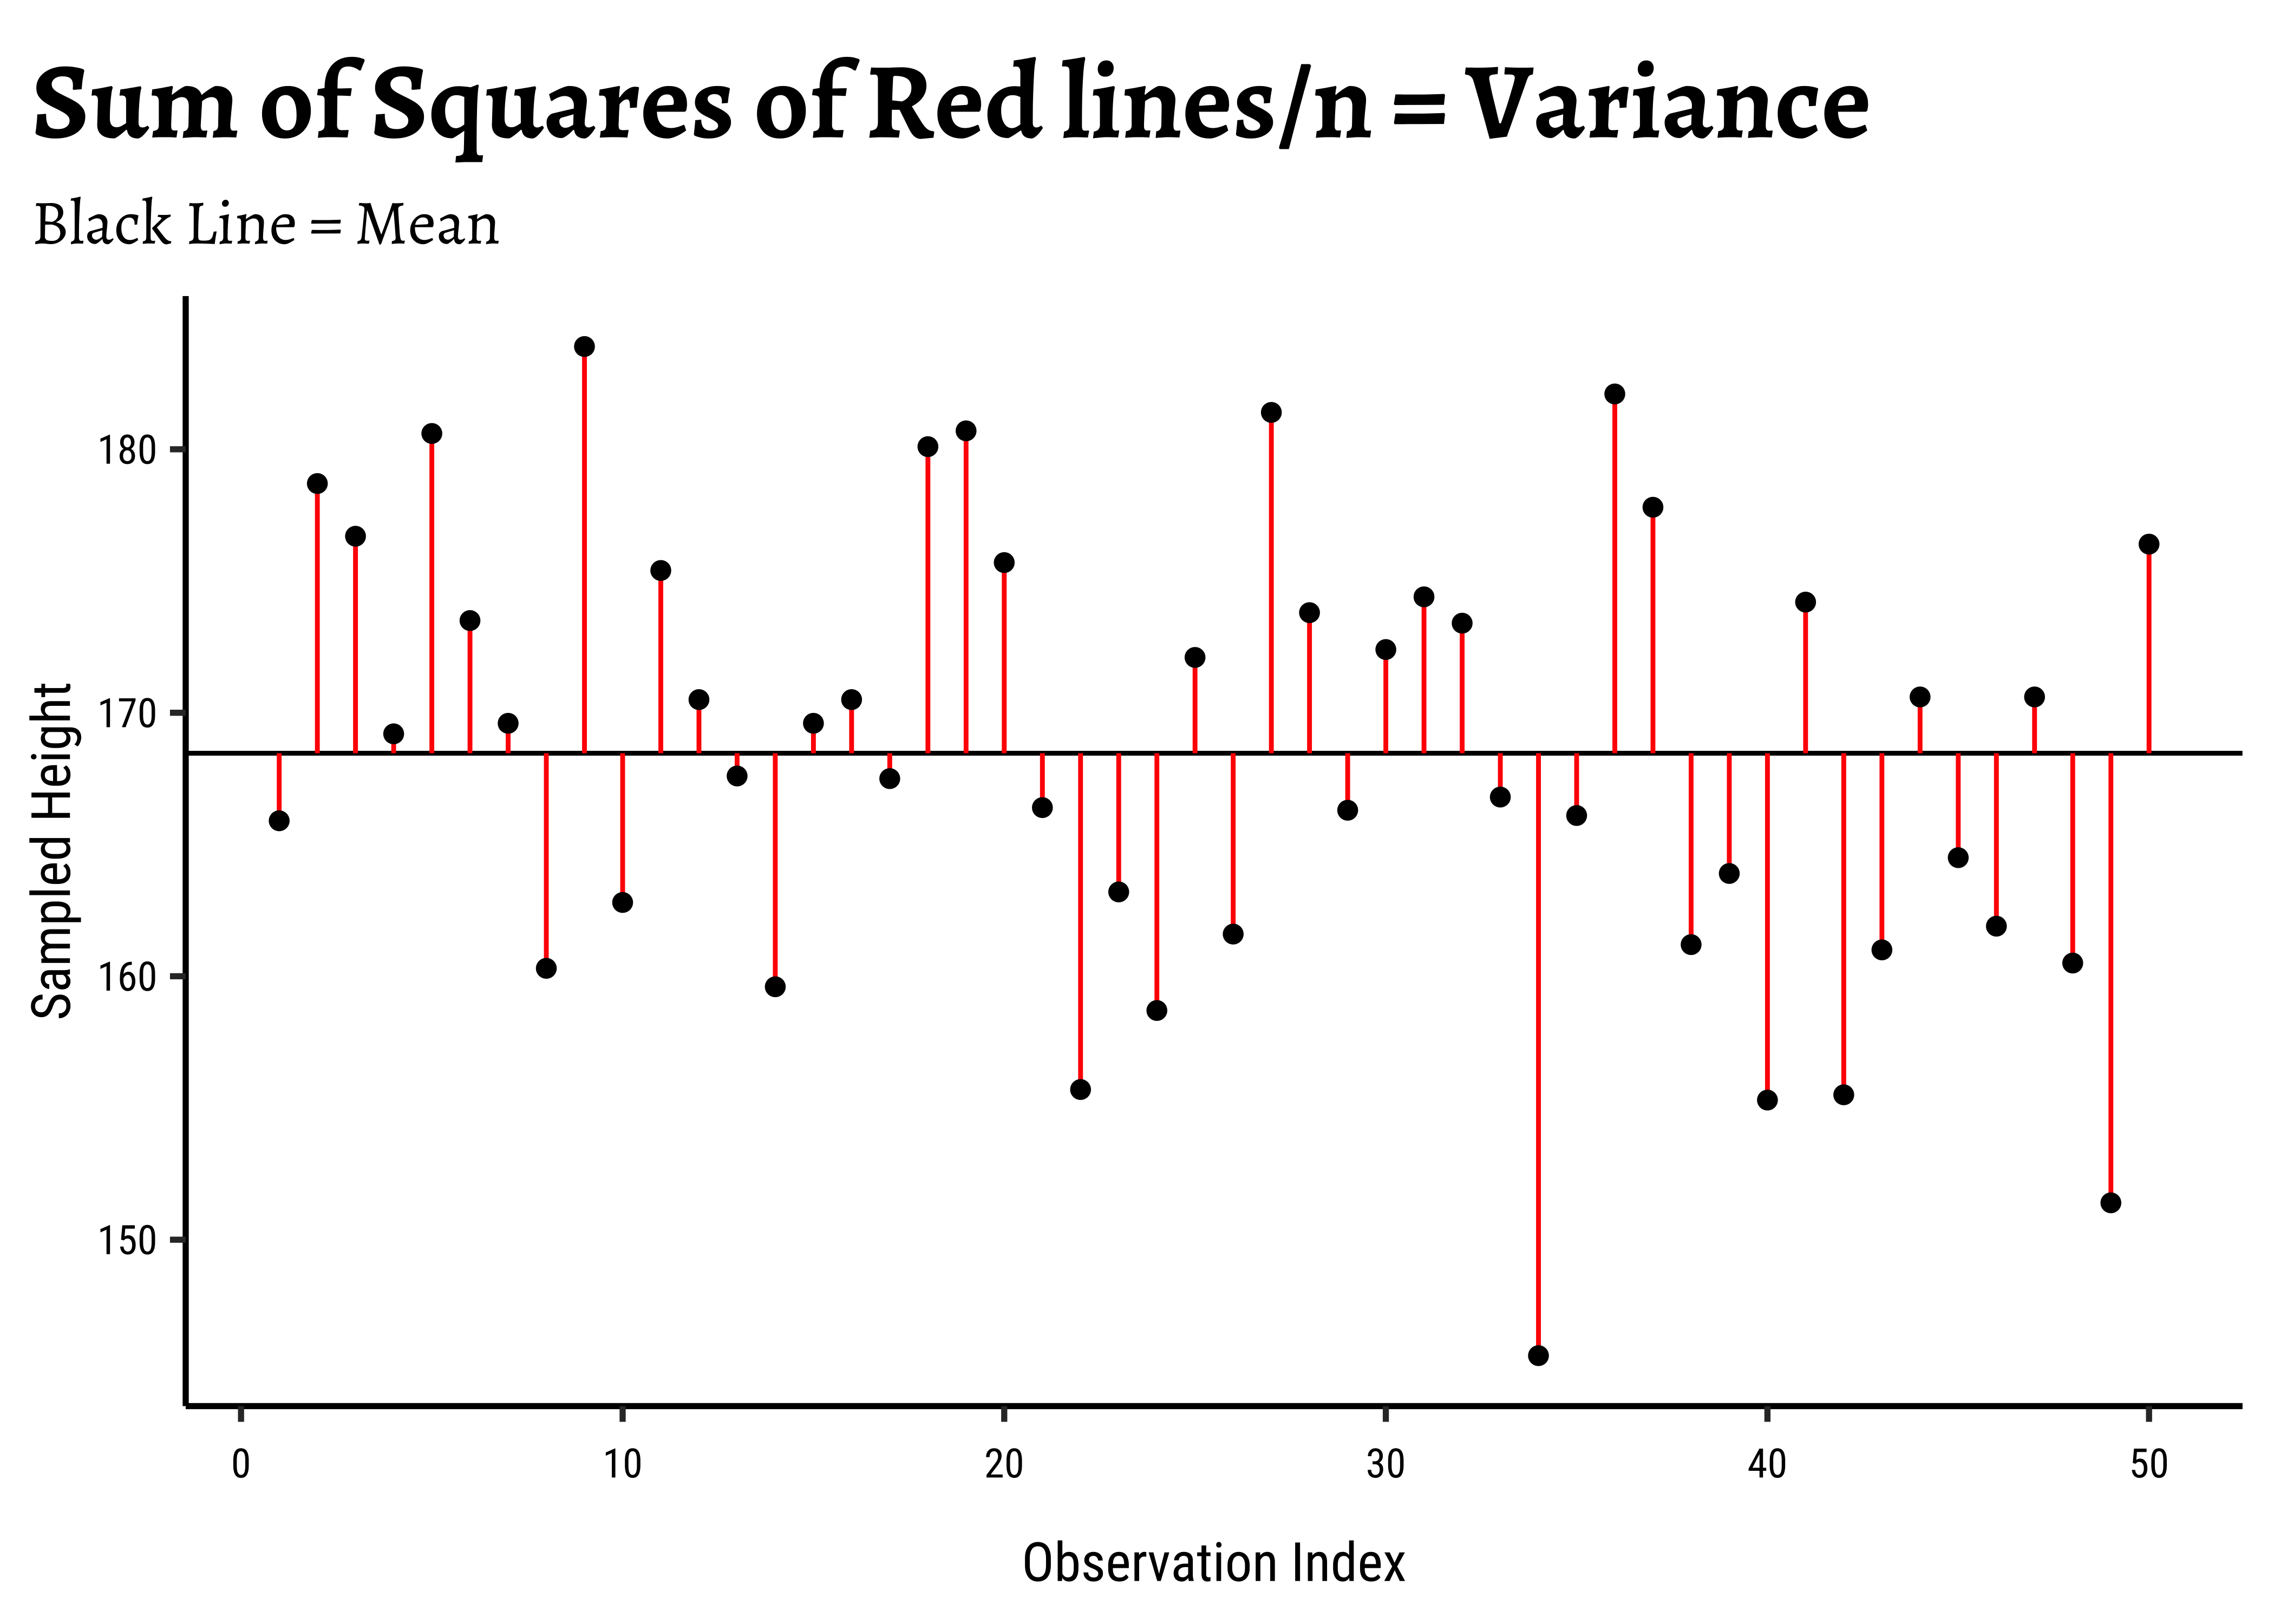 Sum of Squares of Red lines/n = Variance
Black Line = Mean
Sampled Height
180
170
160
150
0 10 20 30 40 50
Observation Index